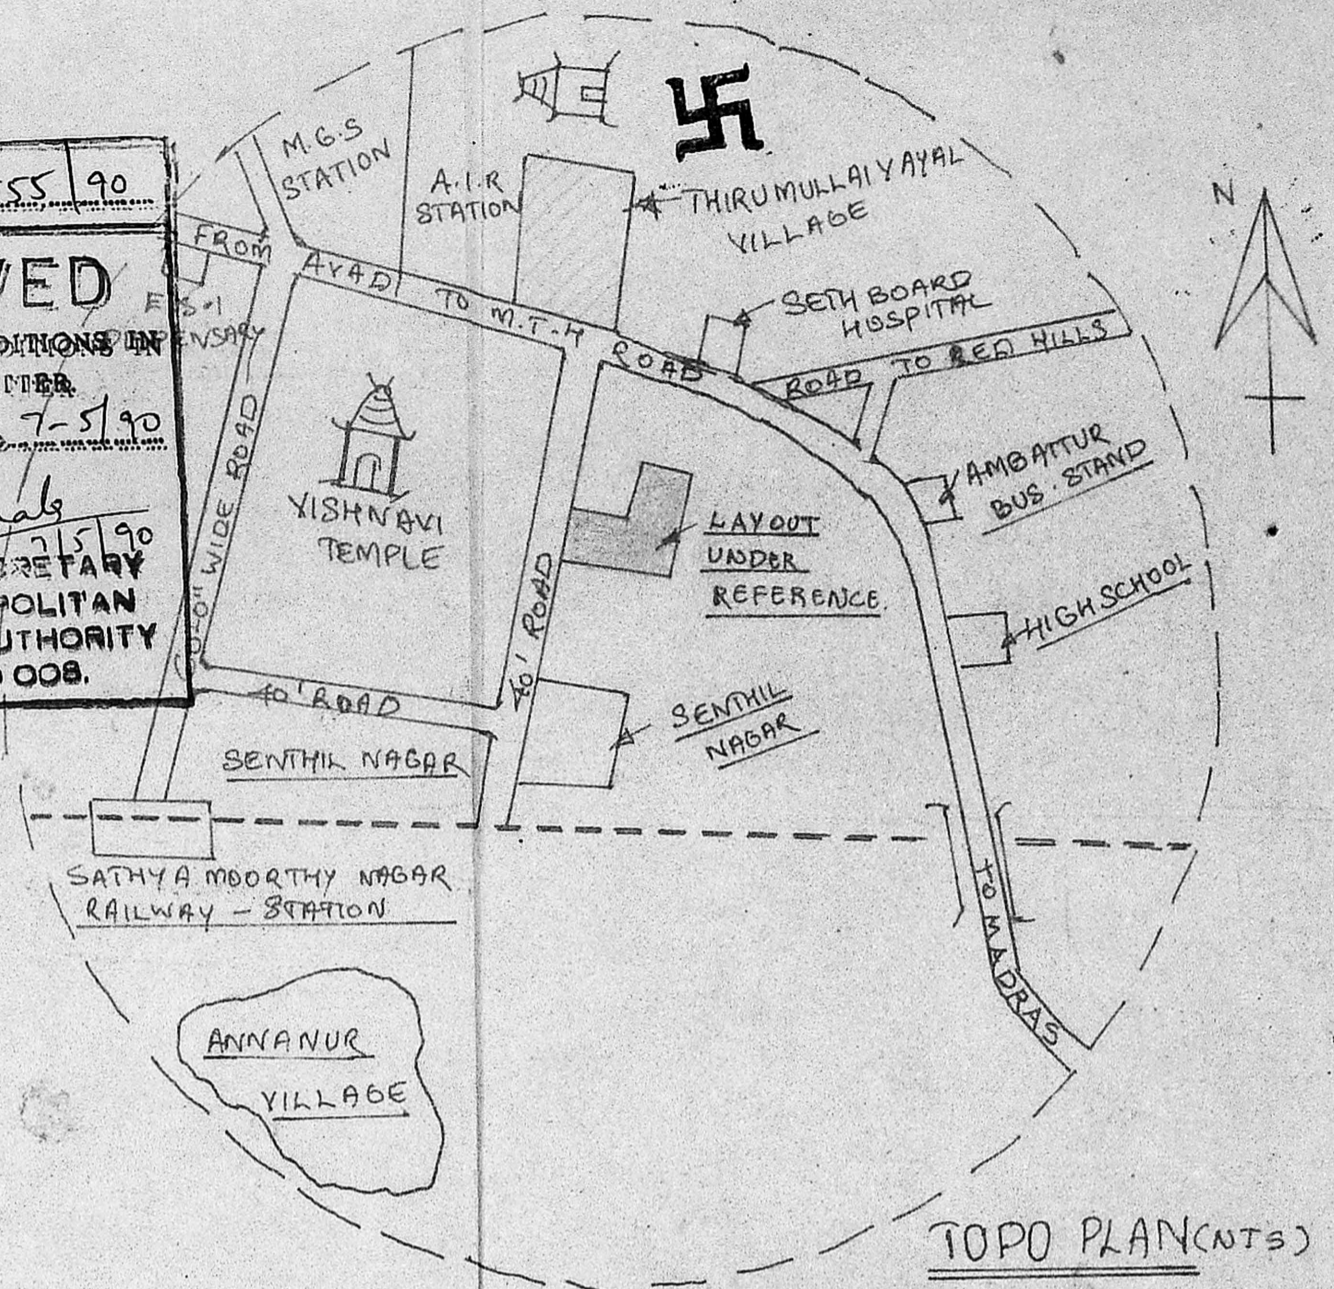 55 90
VED
DITIONS IN
7-5/90
7/5/90
CRETARY
POLITAN
UTHORITY
008.
M.G.S
STATION
A.I.R
STATION
THIRUMULLAIVAYAL
VILLAGE
N
FROM AVAD TO M.T.H ROAD
E.S.I
DISPENSARY
SETH BOARD
HOSPITAL
ROAD TO RED HILLS
AMBATTUR
BUS. STAND
WIDE ROAD
VISHNAVI
TEMPLE
LAYOUT
UNDER
REFERENCE.
HIGH SCHOOL
40' ROAD
40' ROAD
SENTHIL
NAGAR
SENTHIL NAGAR
SATHYA MOORTHY NAGAR
RAILWAY - STATION
TO MADRAS
ANNANUR
VILLAGE
TOPO PLAN (NTS)